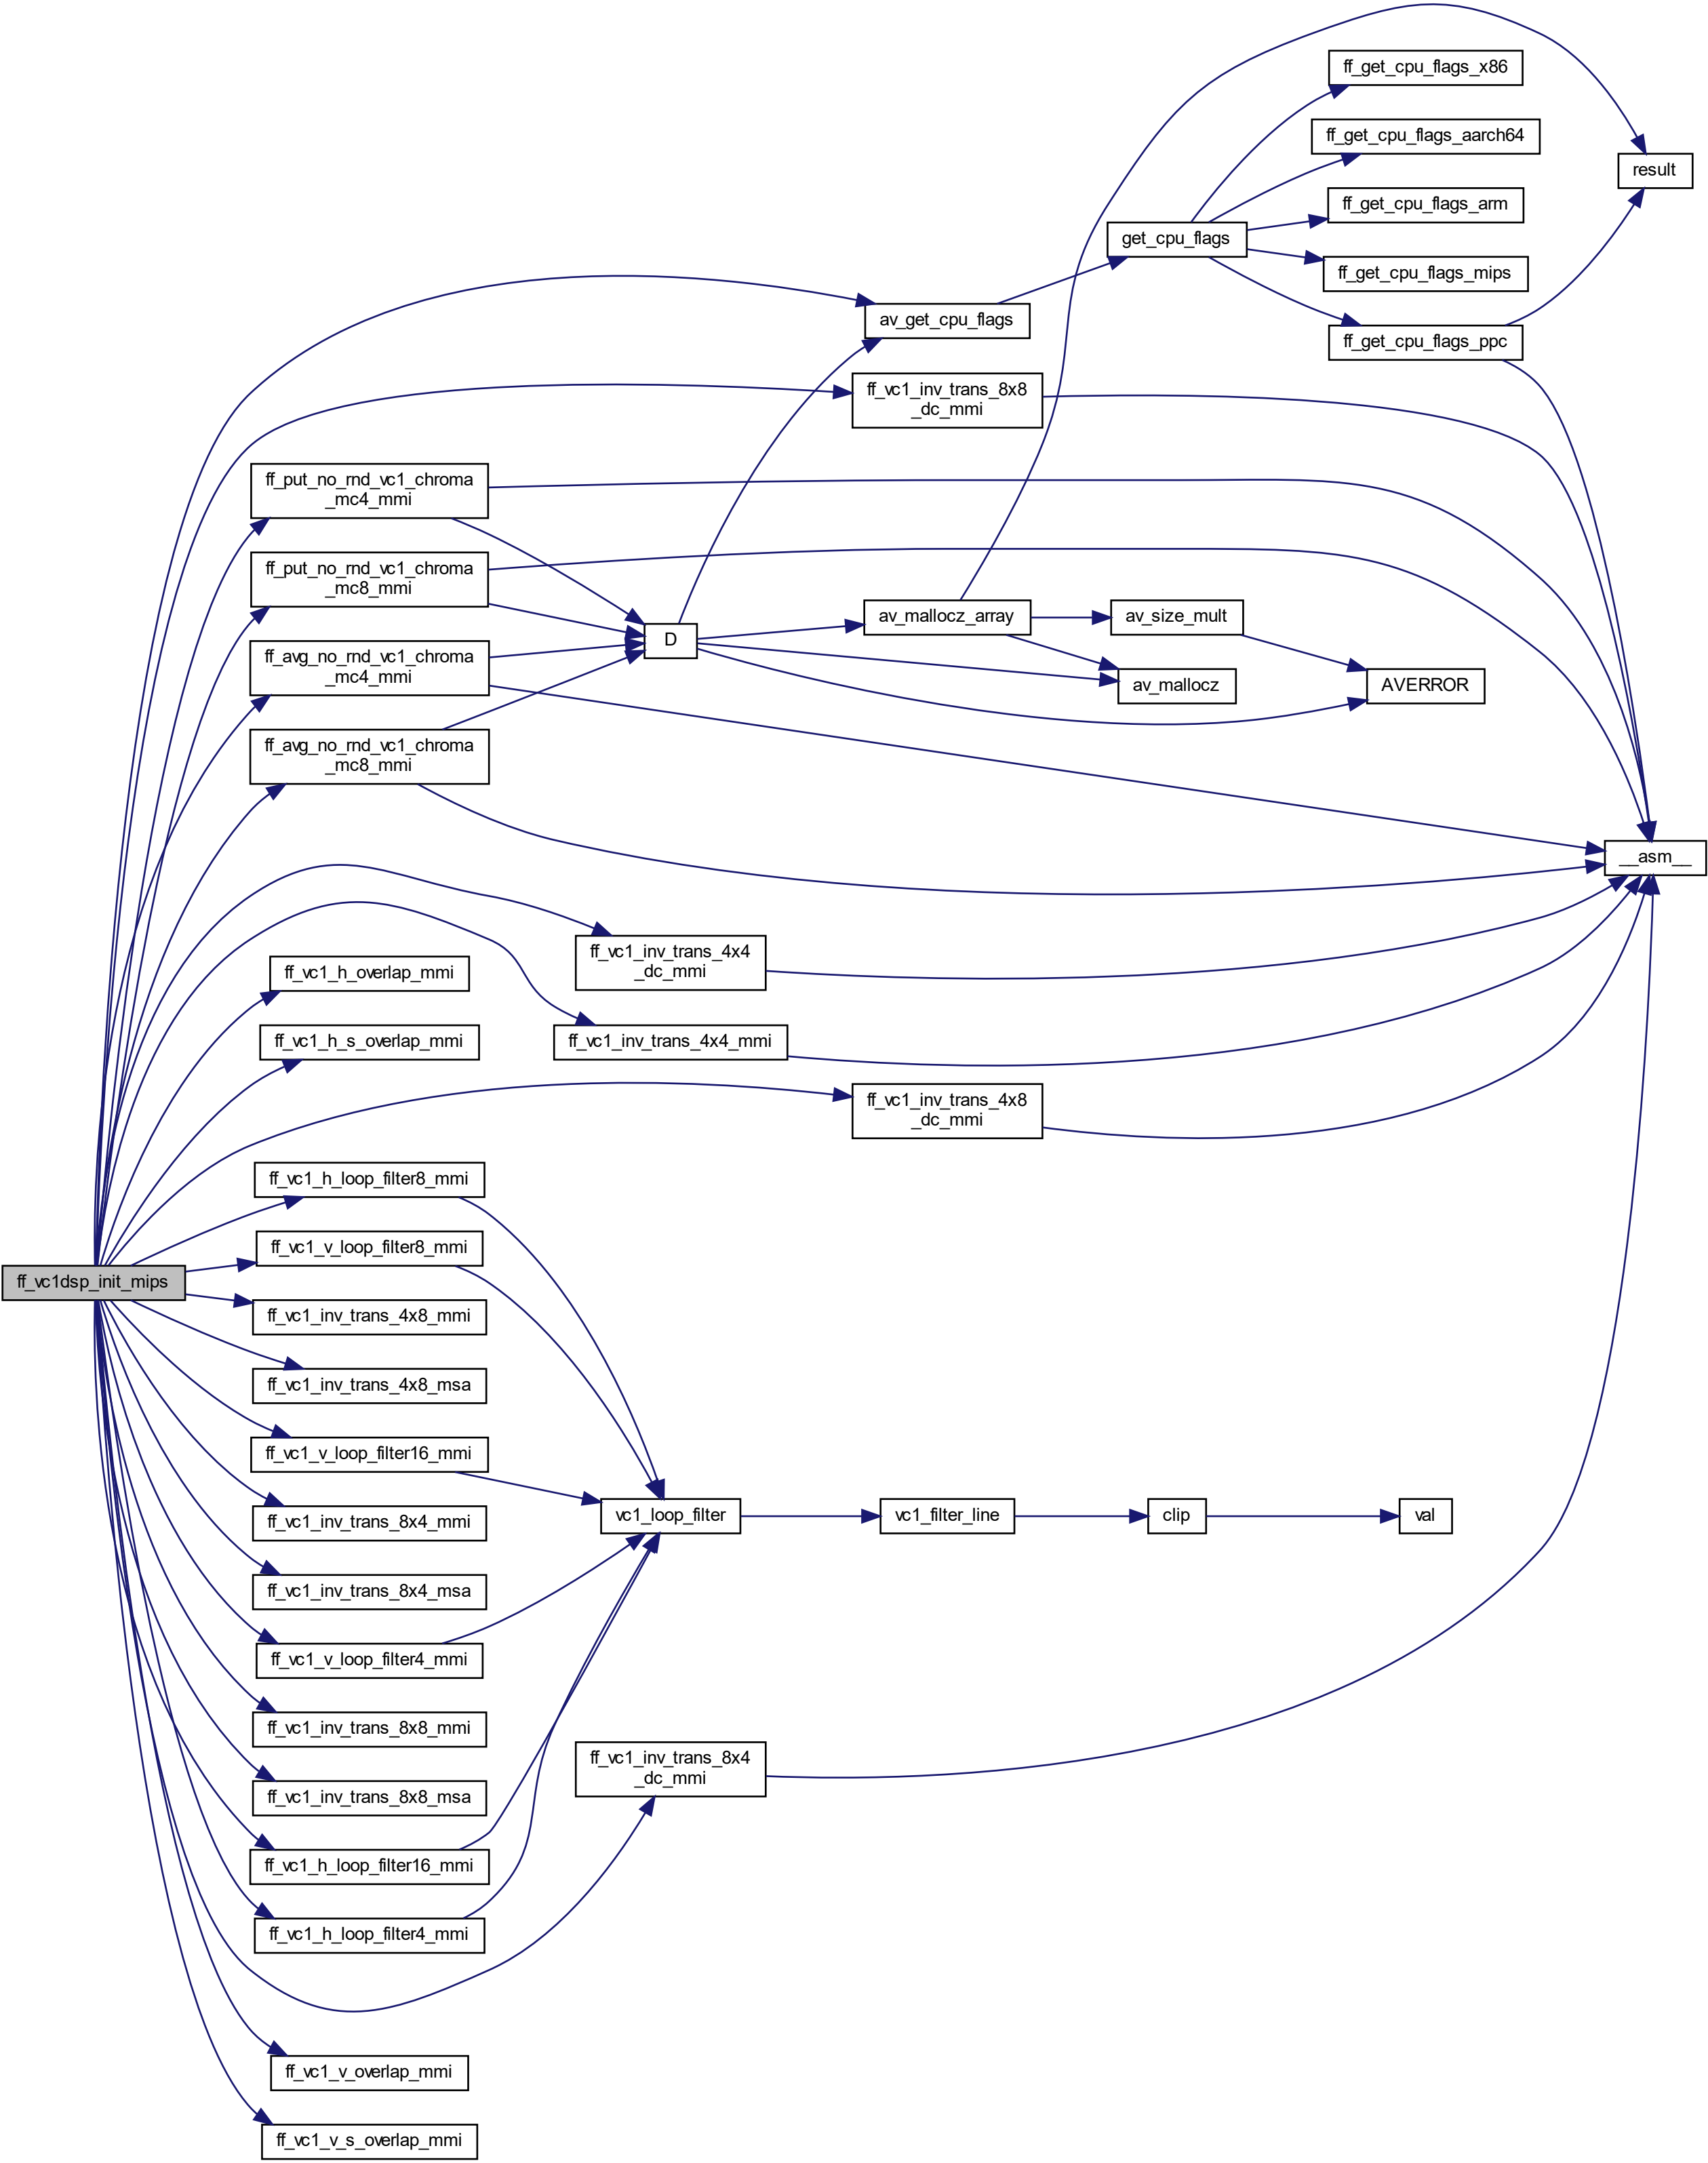 ff_get_cpu_flags_x86
ff_get_cpu_flags_aarch64
result
ff_get_cpu_flags_arm
get_cpu_flags
ff_get_cpu_flags_mips
av_get_cpu_flags
ff_get_cpu_flags_ppc
ff_vc1_inv_trans_8x8
_dc_mmi
ff_put_no_rnd_vc1_chroma
_mc4_mmi
ff_put_no_rnd_vc1_chroma
_mc8_mmi
av_mallocz_array
av_size_mult
D
ff_avg_no_rnd_vc1_chroma
_mc4_mmi
av_mallocz
AVERROR
ff_avg_no_rnd_vc1_chroma
_mc8_mmi
__asm__
ff_vc1_inv_trans_4x4
_dc_mmi
ff_vc1_h_overlap_mmi
ff_vc1_h_s_overlap_mmi
ff_vc1_inv_trans_4x4_mmi
ff_vc1_inv_trans_4x8
_dc_mmi
ff_vc1_h_loop_filter8_mmi
ff_vc1_v_loop_filter8_mmi
ff_vc1dsp_init_mips
ff_vc1_inv_trans_4x8_mmi
ff_vc1_inv_trans_4x8_msa
ff_vc1_v_loop_filter16_mmi
vc1_loop_filter
vc1_filter_line
clip
val
ff_vc1_inv_trans_8x4_mmi
ff_vc1_inv_trans_8x4_msa
ff_vc1_v_loop_filter4_mmi
ff_vc1_inv_trans_8x8_mmi
ff_vc1_inv_trans_8x4
_dc_mmi
ff_vc1_inv_trans_8x8_msa
ff_vc1_h_loop_filter16_mmi
ff_vc1_h_loop_filter4_mmi
ff_vc1_v_overlap_mmi
ff_vc1_v_s_overlap_mmi